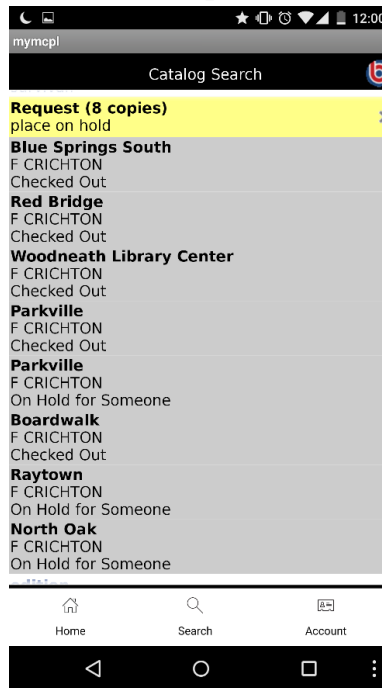 12:00
mymcpl
Catalog Search
b
Request (8 copies)
place on hold
Blue Springs South
F CRICHTON
Checked Out
Red Bridge
F CRICHTON
Checked Out
Woodneath Library Center
F CRICHTON
Checked Out
Parkville
F CRICHTON
Checked Out
Parkville
F CRICHTON
On Hold for Someone
Boardwalk
F CRICHTON
Checked Out
Raytown
F CRICHTON
On Hold for Someone
North Oak
F CRICHTON
On Hold for Someone
Home
Search
Account